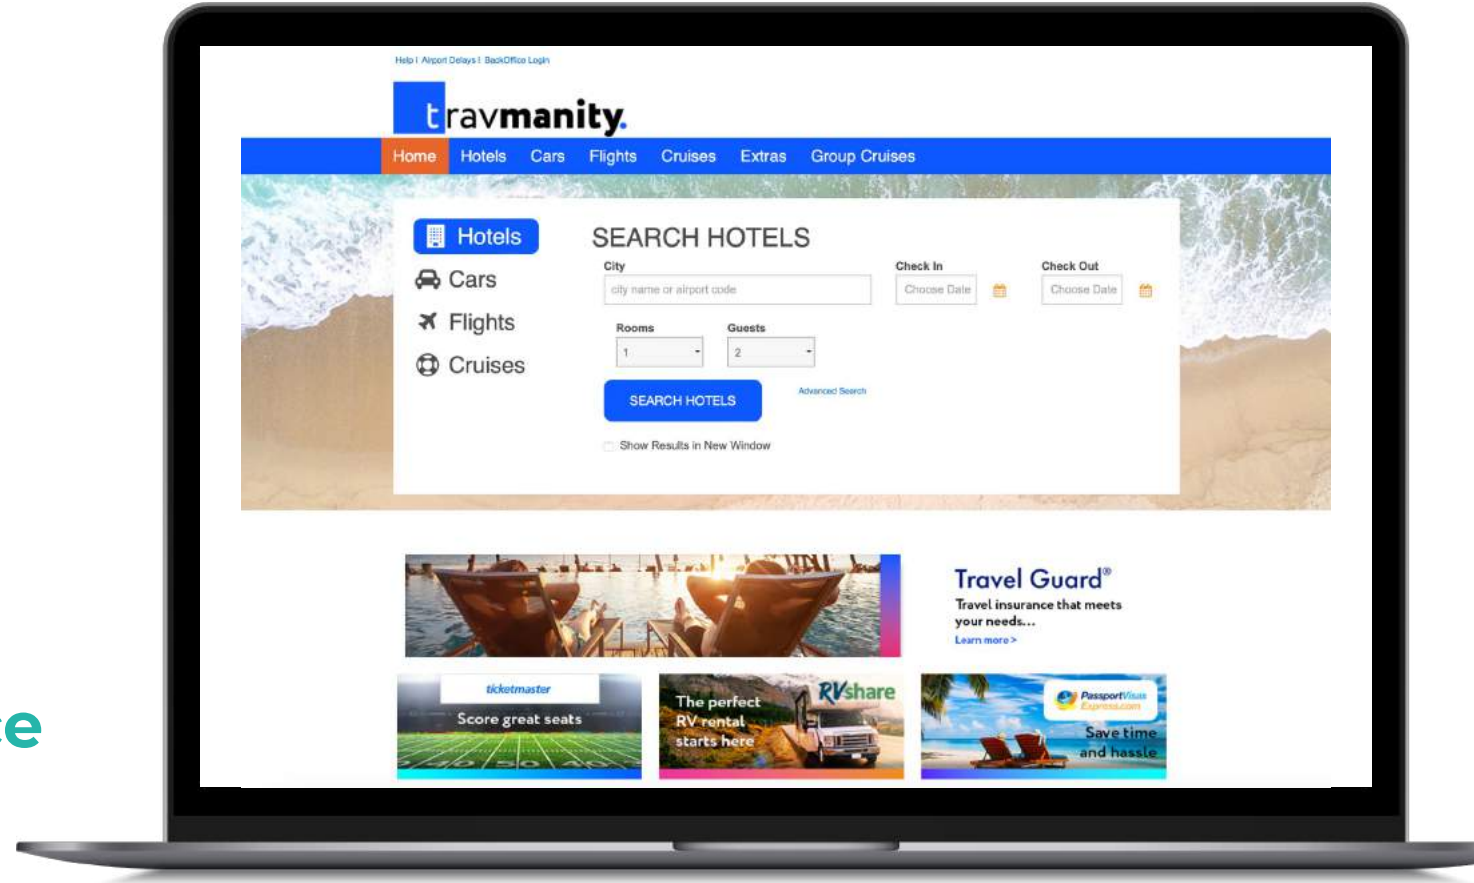 Help | Airport Delays | BackOffice Login
travmanity.
Home Hotels Cars Flights Cruises Extras Group Cruises
Hotels
Cars
Flights
Cruises
SEARCH HOTELS
City Check In Check Out
city name or airport code Choose Date Choose Date
Rooms Guests
1 2
SEARCH HOTELS Advanced Search
Show Results in New Window
Travel Guard®
Travel insurance that meets
your needs...
Learn more >
ticketmaster
Score great seats
50
The perfect
RV rental
starts here
RVshare
PassportVisas
Express.com
Save time
and hassle
ce